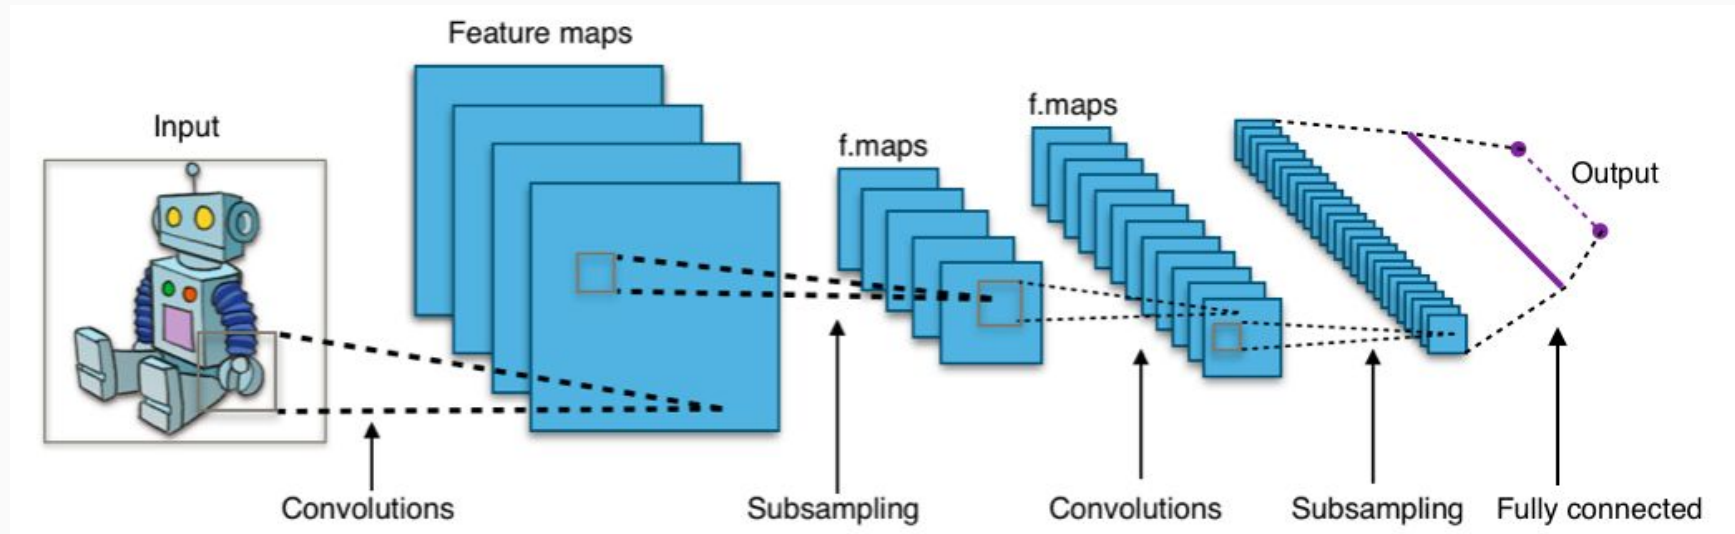 Feature maps
f.maps
Input
f.maps
Output
Convolutions
Subsampling
Convolutions
Subsampling
Fully connected